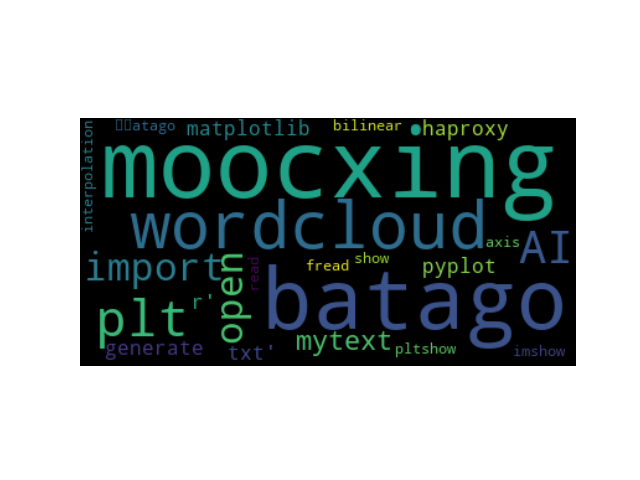 interpolation
□□atago
matplotlib
bilinear
haproxy
moocxing
wordcloud
axis
AI
import
open
read
fread
show
pyplot
plt
r'
batago
generate
txt'
mytext
pltshow
imshow